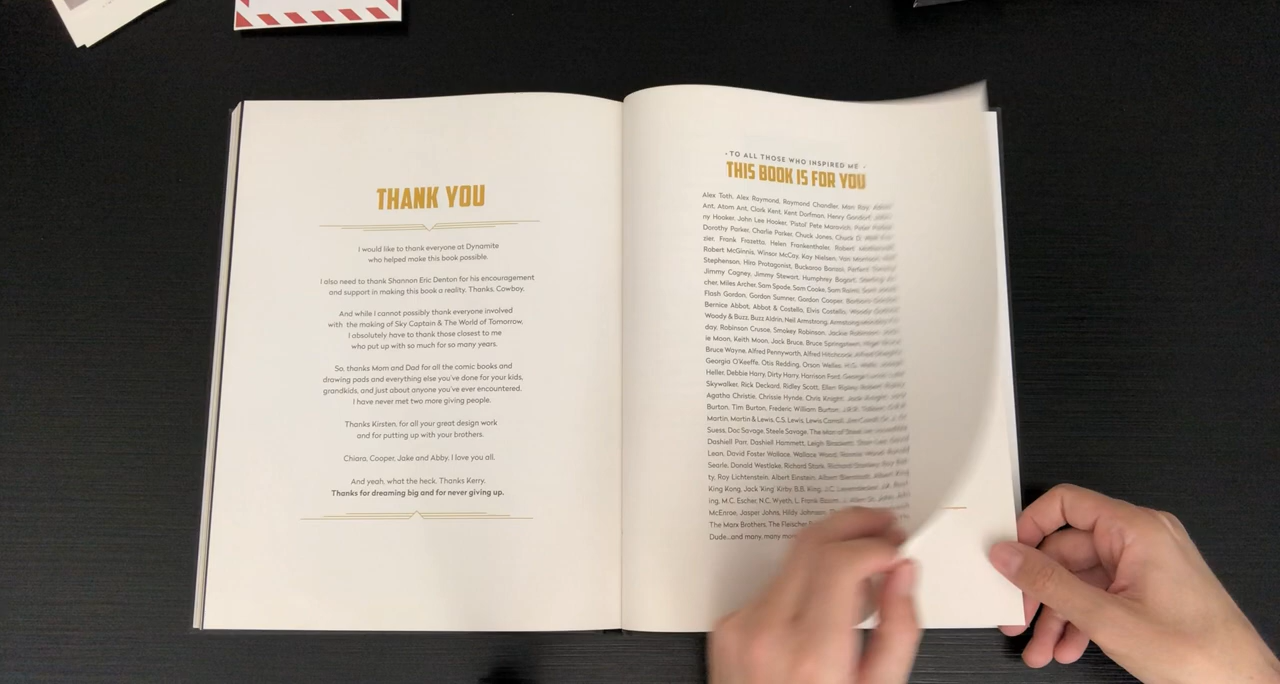 THANK YOU
I would like to thank everyone at Dynamite
who helped make this book possible.
I also need to thank Shannon Eric Denton for his encouragement
and support in making this book a reality. Thanks, Cowboy.
And while I cannot possibly thank everyone involved
with the making of Sky Captain & The World of Tomorrow,
I absolutely have to thank those closest to me
who put up with so much for so many years.
So, thanks Mom and Dad for all the comic books and
drawing pads and everything else you've done for your kids,
grandkids, and just about anyone you've ever encountered.
I have never met two more giving people.
Thanks Kirsten, for all your great design work
and for putting up with your brothers.
Chiara, Cooper, Jake and Abby, I love you all.
And yeah, what the heck. Thanks Kerry.
Thanks for dreaming big and for never giving up.
- TO ALL THOSE WHO INSPIRED ME -
THIS BOOK IS FOR YOU
Alex Toth, Alex Raymond, Raymond Chandler, Man Ray,
Ant, Atom Ant, Clark Kent, Kent Dorfman, Henry
ny Hooker, John Lee Hooker, 'Pistol' Pete Maravich,
Dorothy Parker, Charlie Parker, Chuck Jones, Chuck D,
zier, Frank Frazetta, Helen Frankenthaler, Robert
Robert McGinnis, Winsor McCay, Kay Nielsen, Van
Stephenson, Hiro Protagonist, Buckaroo Banzai,
Jimmy Cagney, Jimmy Stewart, Humphrey Bogart,
cher, Miles Archer, Sam Spade, Sam Cooke, Sam
Flash Gordon, Gordon Sumner, Gordon Cooper,
Bernice Abbot, Abbot & Costello, Elvis Costello,
Woody & Buzz, Buzz Aldrin, Neil Armstrong,
day, Robinson Crusoe, Smokey Robinson, Jackie
ie Moon, Keith Moon, Jack Bruce, Bruce Springsteen,
Bruce Wayne, Alfred Pennyworth, Alfred Hitchcock,
Georgia O'Keeffe, Otis Redding, Orson Welles,
Heller, Debbie Harry, Dirty Harry, Harrison Ford,
Skywalker, Rick Deckard, Ridley Scott, Ellen
Agatha Christie, Chrissie Hynde, Chris Knight,
Burton, Tim Burton, Frederic William Burton,
Martin, Martin & Lewis, C.S. Lewis, Lewis Carroll,
Suess, Doc Savage, Steele Savage, The Man of Steel,
Dashiell Parr, Dashiell Hammett, Leigh Brackett,
Lean, David Foster Wallace, Wallace Wood,
Searle, Donald Westlake, Richard Stark,
ty, Roy Lichtenstein, Albert Einstein, Albert
King Kong, Jack 'King' Kirby, B.B. King, J.C.
ing, M.C. Escher, N.C. Wyeth, L. Frank Baum,
McEnroe, Jasper Johns, Hildy Johnson,
The Marx Brothers, The Fleischer
Dude...and many, many